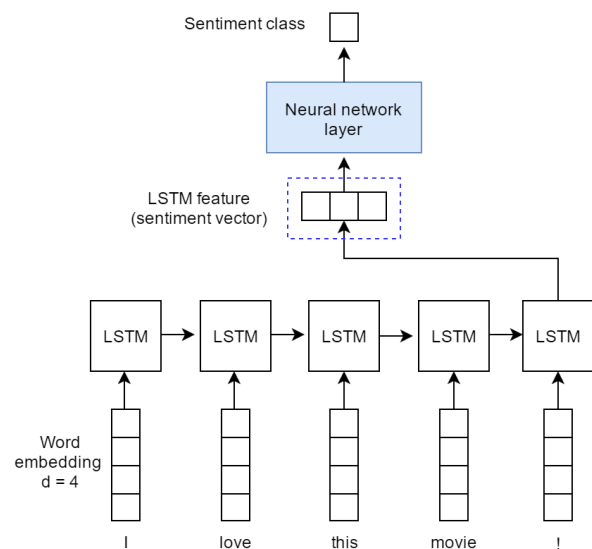 Sentiment class
Neural network
layer
LSTM feature
(sentiment vector)
LSTM
LSTM
LSTM
LSTM
LSTM
Word
embedding
d = 4
I
love
this
movie
!